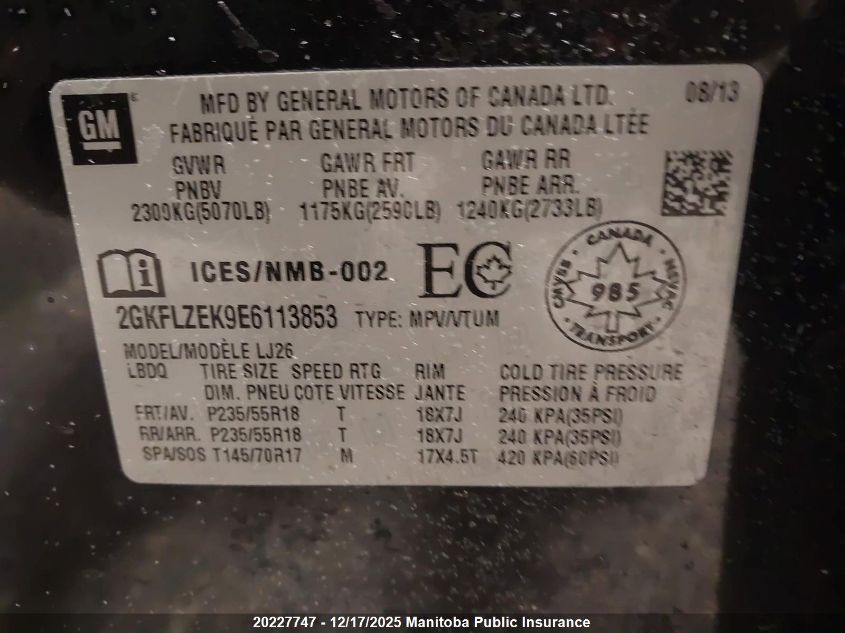 GM
MFD BY GENERAL MOTORS OF CANADA LTD. 08/13
FABRIQUÉ PAR GENERAL MOTORS DU CANADA LTÉE
GVWR GAWR FRT GAWR RR
PNBV PNBE AV. PNBE ARR.
2300KG(5070LB) 1175KG(2590LB) 1240KG(2733LB)
i ICES/NMB-002 EC
CANADA
CMVSS 985 NSVAC
TRANSPORT
2GKFLZEK9E6113853 TYPE: MPV/VTUM
MODEL/MODÈLE LJ26
LBDQ TIRE SIZE SPEED RTG RIM COLD TIRE PRESSURE
DIM. PNEU COTE VITESSE JANTE PRESSION À FROID
FRT/AV. P235/55R18 T 18X7J 240 KPA(35PSI)
RR/ARR. P235/55R18 T 18X7J 240 KPA(35PSI)
SPA/SOS T145/70R17 M 17X4.5T 420 KPA(60PSI)
20227747 - 12/17/2025 Manitoba Public Insurance